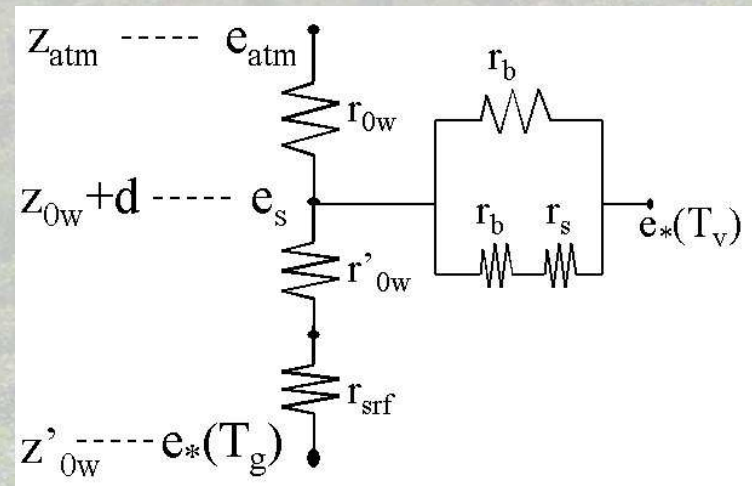 z_atm ----- e_atm
r_b
r_0w
z_0w+d ----- e_s
r_b r_s
e_*(T_v)
r'_0w
r_srf
z'_0w ----- e_*(T_g)